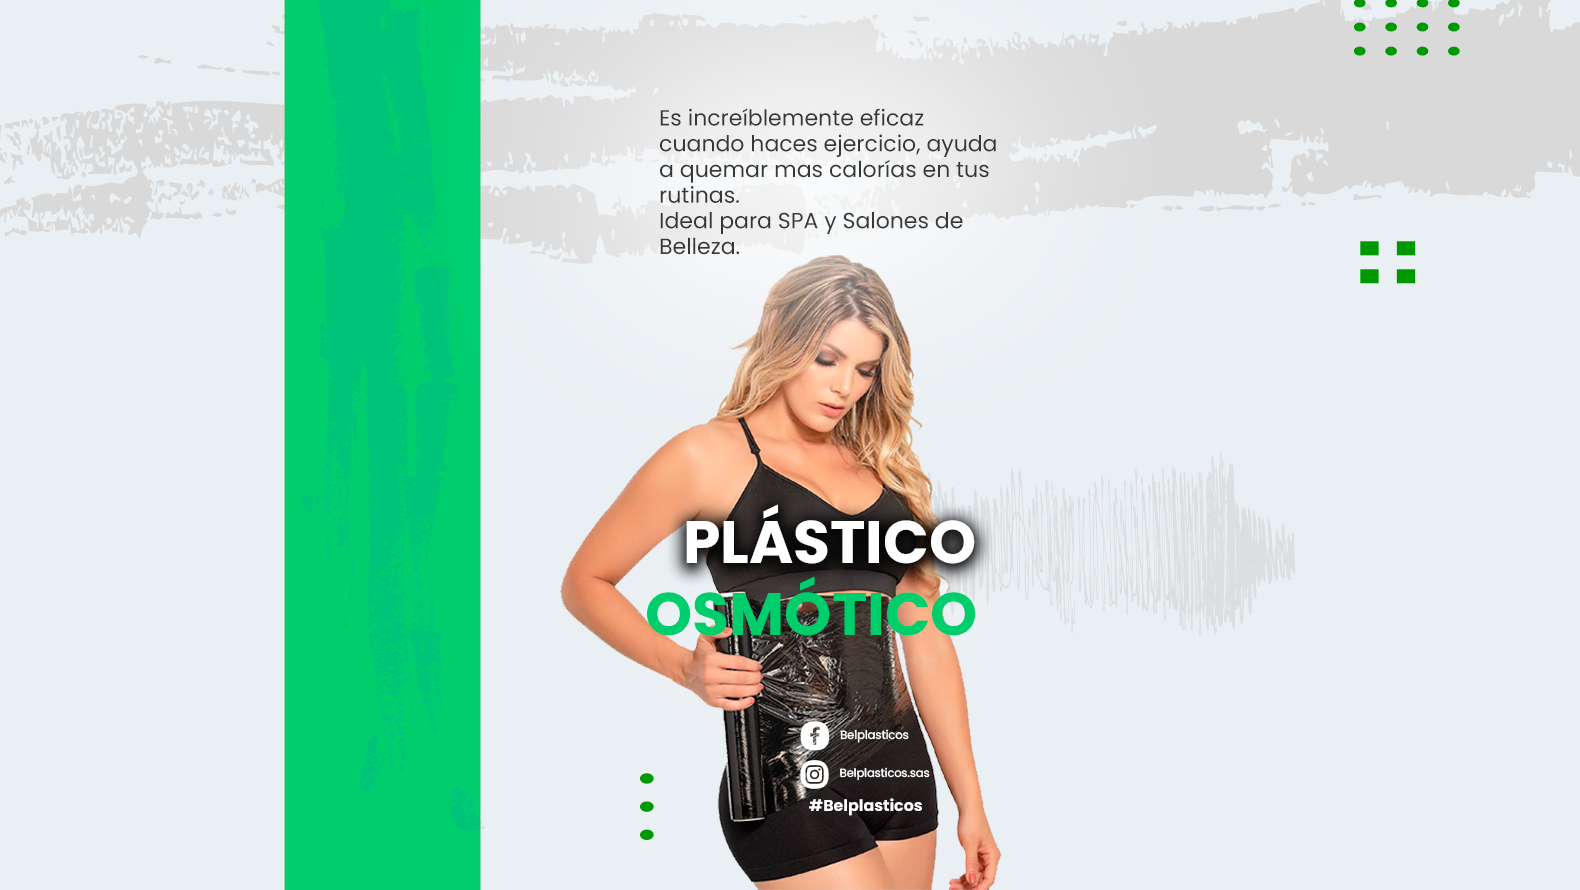 Es increíblemente eficaz
cuando haces ejercicio, ayuda
a quemar mas calorías en tus
rutinas.
Ideal para SPA y Salones de
Belleza.
PLÁSTICO
OSMÓTICO
Belplasticos
Belplasticos.sas
#Belplasticos